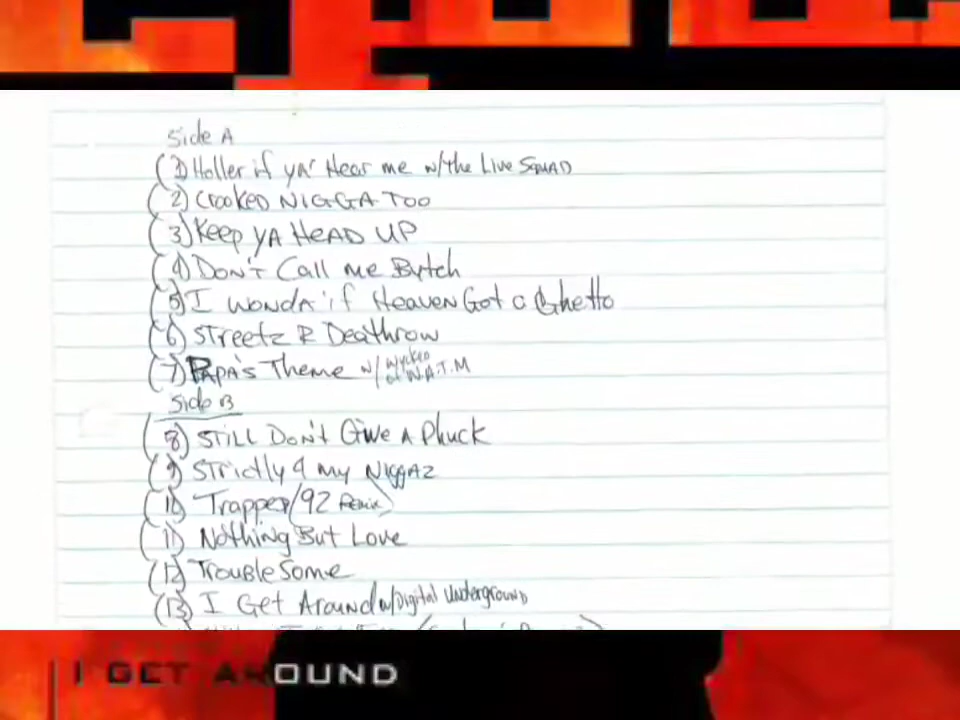 Side A
(1) Holler if ya' Hear me w/the Live SQUAD
(2) CROOKED NIGGA TOO
(3) Keep YA HEAD UP
(4) DON'T Call me Bytch
(5) I WONDA' if Heaven Got a Ghetto
(6) Streetz R Deathrow
(7) PAPA'S Theme w/ Wycked of N.A.T.M
Side B
(8) STILL DON'T Give A Phuck
(9) STRICTLY 4 my Niggaz
(10) Trapped/92 Remix)
(11) Nothing But Love
(12) TROUBLESOME
(13) I Get Around w/Digital Underground
I GET AROUND